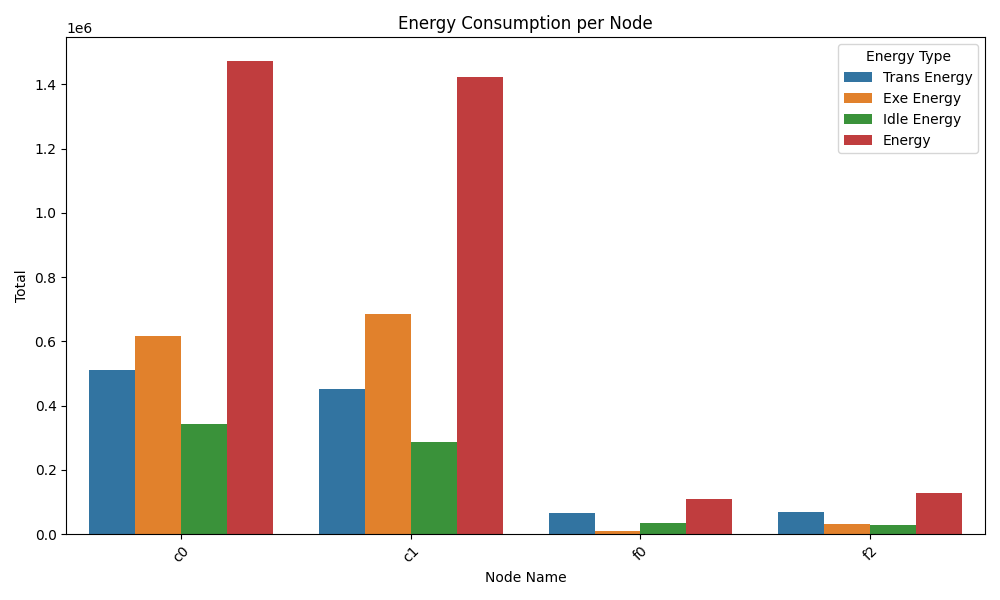 Energy Consumption per Node
1e6
Energy Type
Trans Energy
Exe Energy
Idle Energy
Energy
1.4
1.2
1.0
0.8
0.6
0.4
0.2
0.0
Total
c0
c1
f0
f2
Node Name